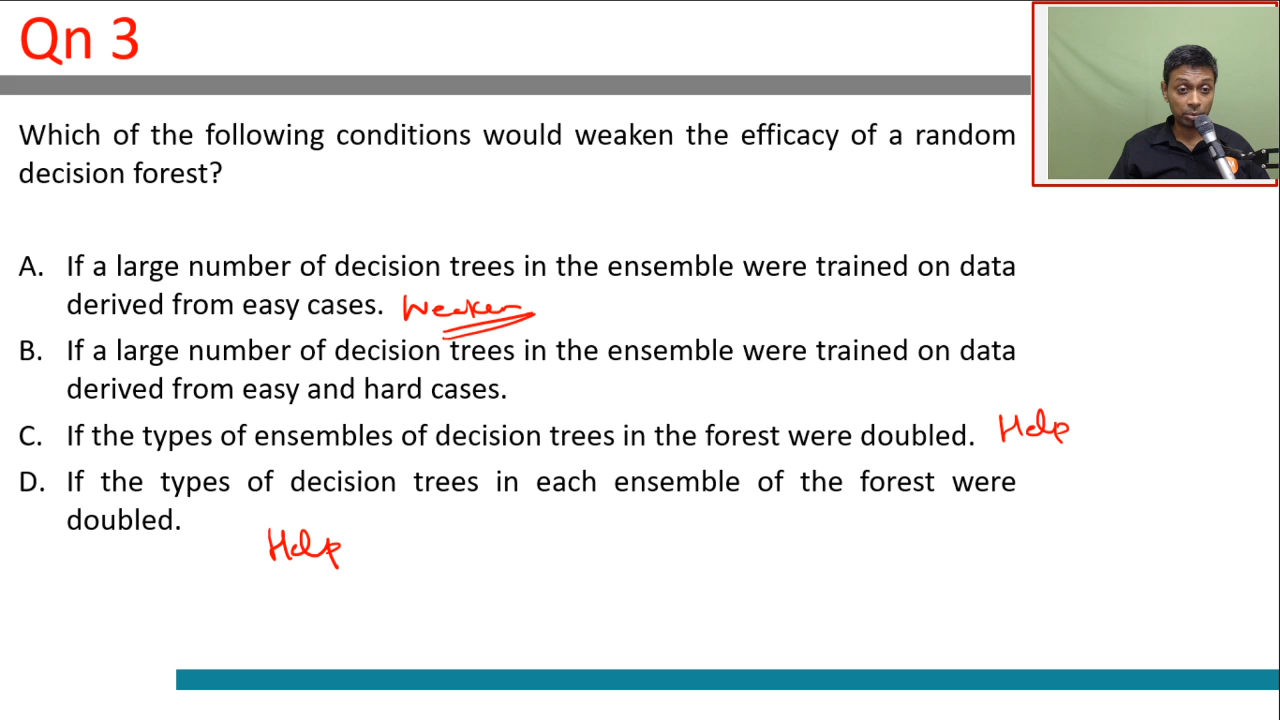 Qn 3
Which of the following conditions would weaken the efficacy of a random
decision forest?
A. If a large number of decision trees in the ensemble were trained on data
derived from easy cases. Weaken
B. If a large number of decision trees in the ensemble were trained on data
derived from easy and hard cases.
C. If the types of ensembles of decision trees in the forest were doubled. Help
D. If the types of decision trees in each ensemble of the forest were
doubled.
Help